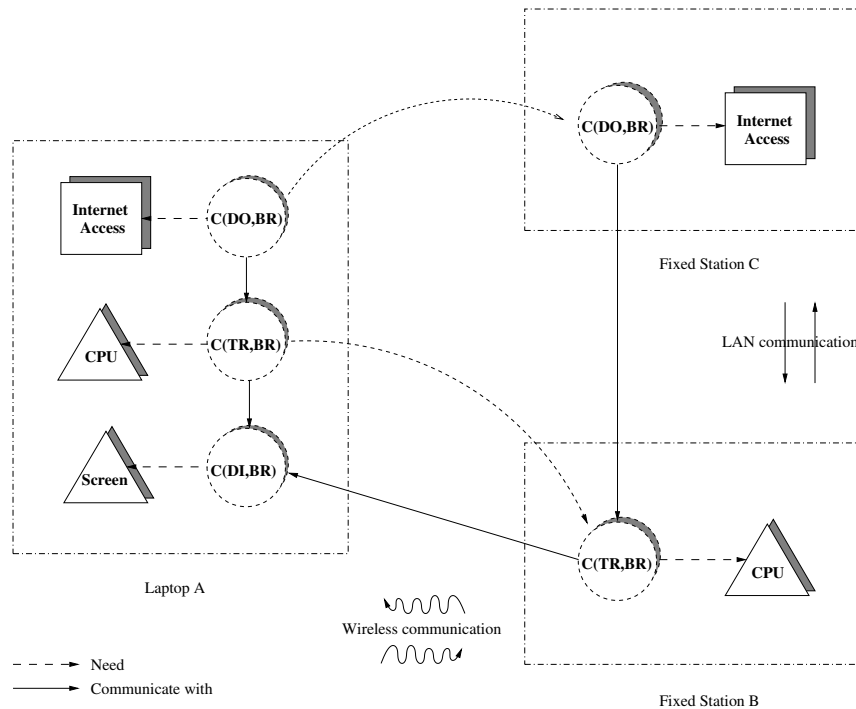 C(DO,BR)
Internet
Access
Fixed Station C
Internet
Access
C(DO,BR)
CPU
C(TR,BR)
Screen
C(DI,BR)
Laptop A
LAN communication
C(TR,BR)
CPU
Fixed Station B
Wireless communication
Need
Communicate with